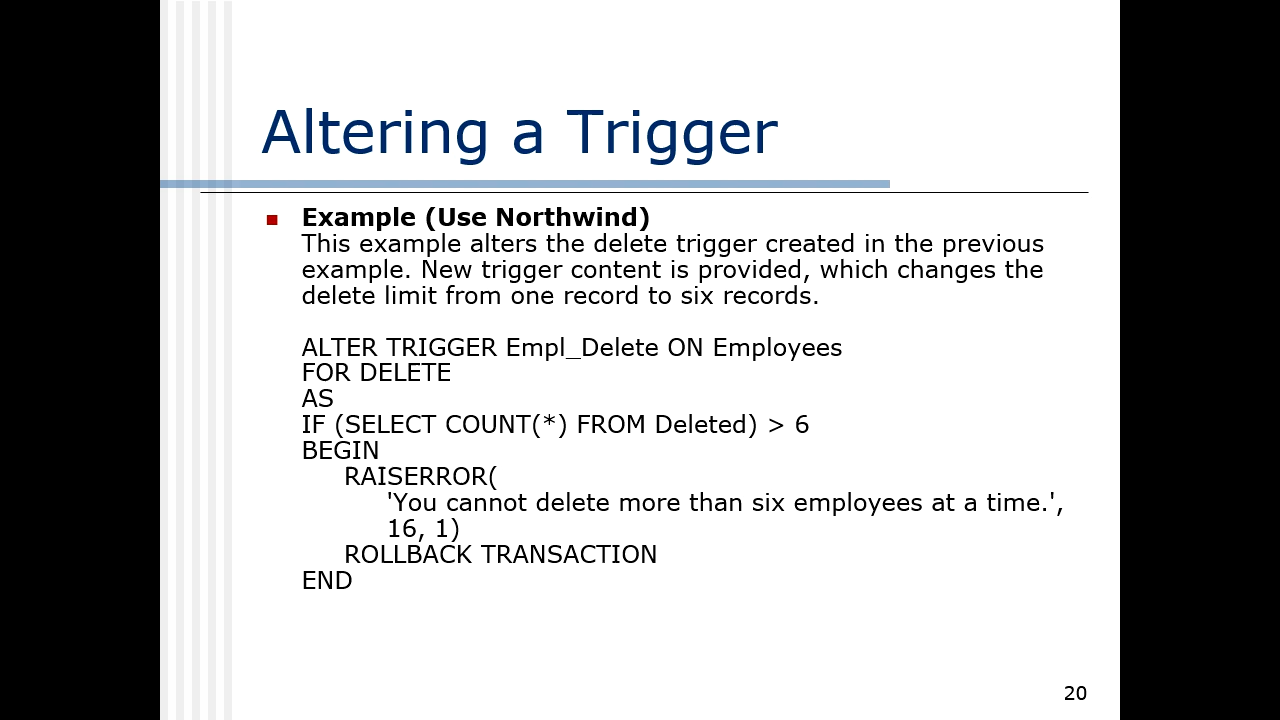 Altering a Trigger
Example (Use Northwind)
This example alters the delete trigger created in the previous
example. New trigger content is provided, which changes the
delete limit from one record to six records.
ALTER TRIGGER Empl_Delete ON Employees
FOR DELETE
AS
IF (SELECT COUNT(*) FROM Deleted) > 6
BEGIN
RAISERROR(
'You cannot delete more than six employees at a time.',
16, 1)
ROLLBACK TRANSACTION
END
20